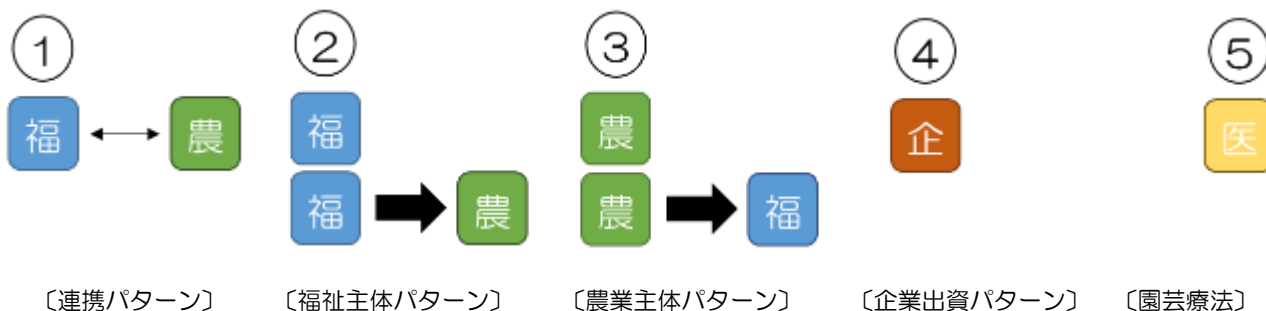 ① ② ③ ④ ⑤
福 農 福 農 企 医
福 農 農 福
〔連携パターン〕 〔福祉主体パターン〕 〔農業主体パターン〕 〔企業出資パターン〕 〔園芸療法〕